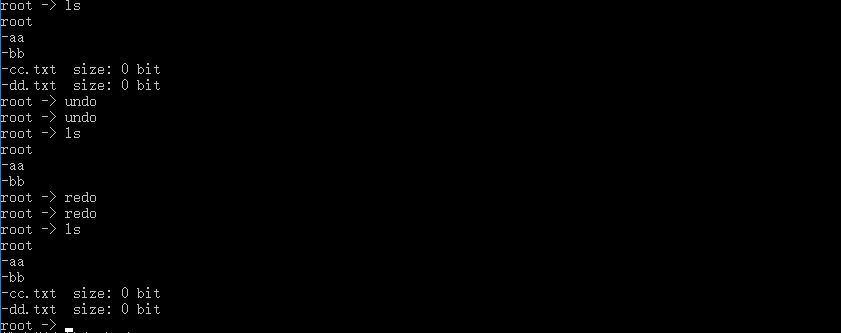 root -> ls
root
-aa
-bb
-cc.txt  size: 0 bit
-dd.txt  size: 0 bit
root -> undo
root -> undo
root -> ls
root
-aa
-bb
root -> redo
root -> redo
root -> ls
root
-aa
-bb
-cc.txt  size: 0 bit
-dd.txt  size: 0 bit
root ->